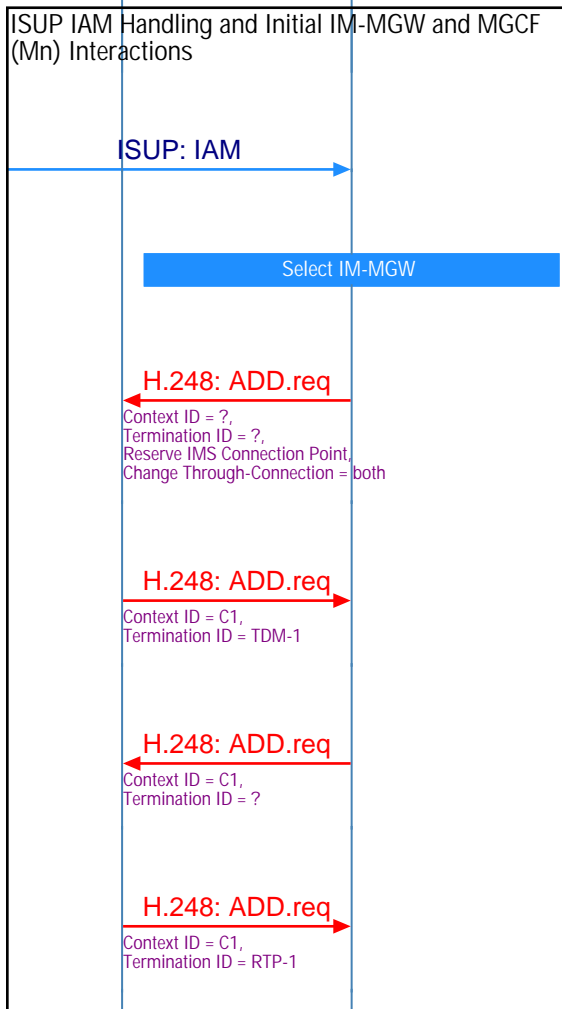 ISUP IAM Handling and Initial IM-MGW and MGCF
(Mn) Interactions
ISUP: IAM
Select IM-MGW
H.248: ADD.req
Context ID = ?,
Termination ID = ?,
Reserve IMS Connection Point,
Change Through-Connection = both
H.248: ADD.req
Context ID = C1,
Termination ID = TDM-1
H.248: ADD.req
Context ID = C1,
Termination ID = ?
H.248: ADD.req
Context ID = C1,
Termination ID = RTP-1